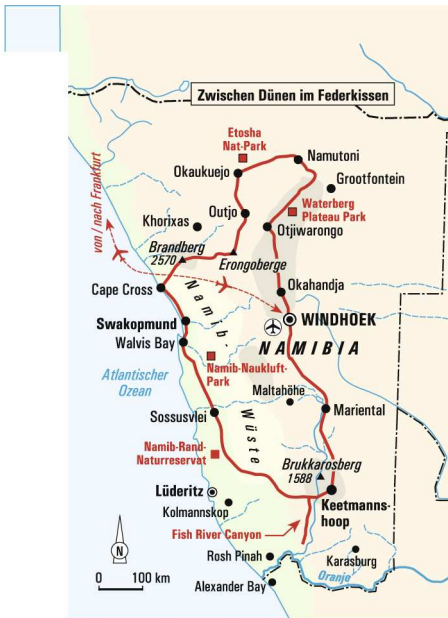 Zwischen Dünen im Federkissen
Etosha
Nat-Park
Namutoni
Okaukuejo
Grootfontein
Waterberg
Plateau Park
Outjo
Khorixas
Otjiwarongo
von / nach Frankfurt
Brandberg
2570
Erongoberge
Okahandja
Cape Cross
Namib-
Wüste
Swakopmund
WINDHOEK
Walvis Bay
NAMIBIA
Namib-Naukluft-
Park
Atlantischer
Ozean
Maltahöhe
Mariental
Sossusvlei
Namib-Rand-
Naturreservat
Brukkarosberg
1588
Lüderitz
Keetmanns-
hoop
Kolmannskop
Fish River Canyon
N
Rosh Pinah
Karasburg
0 100 km
Oranje
Alexander Bay